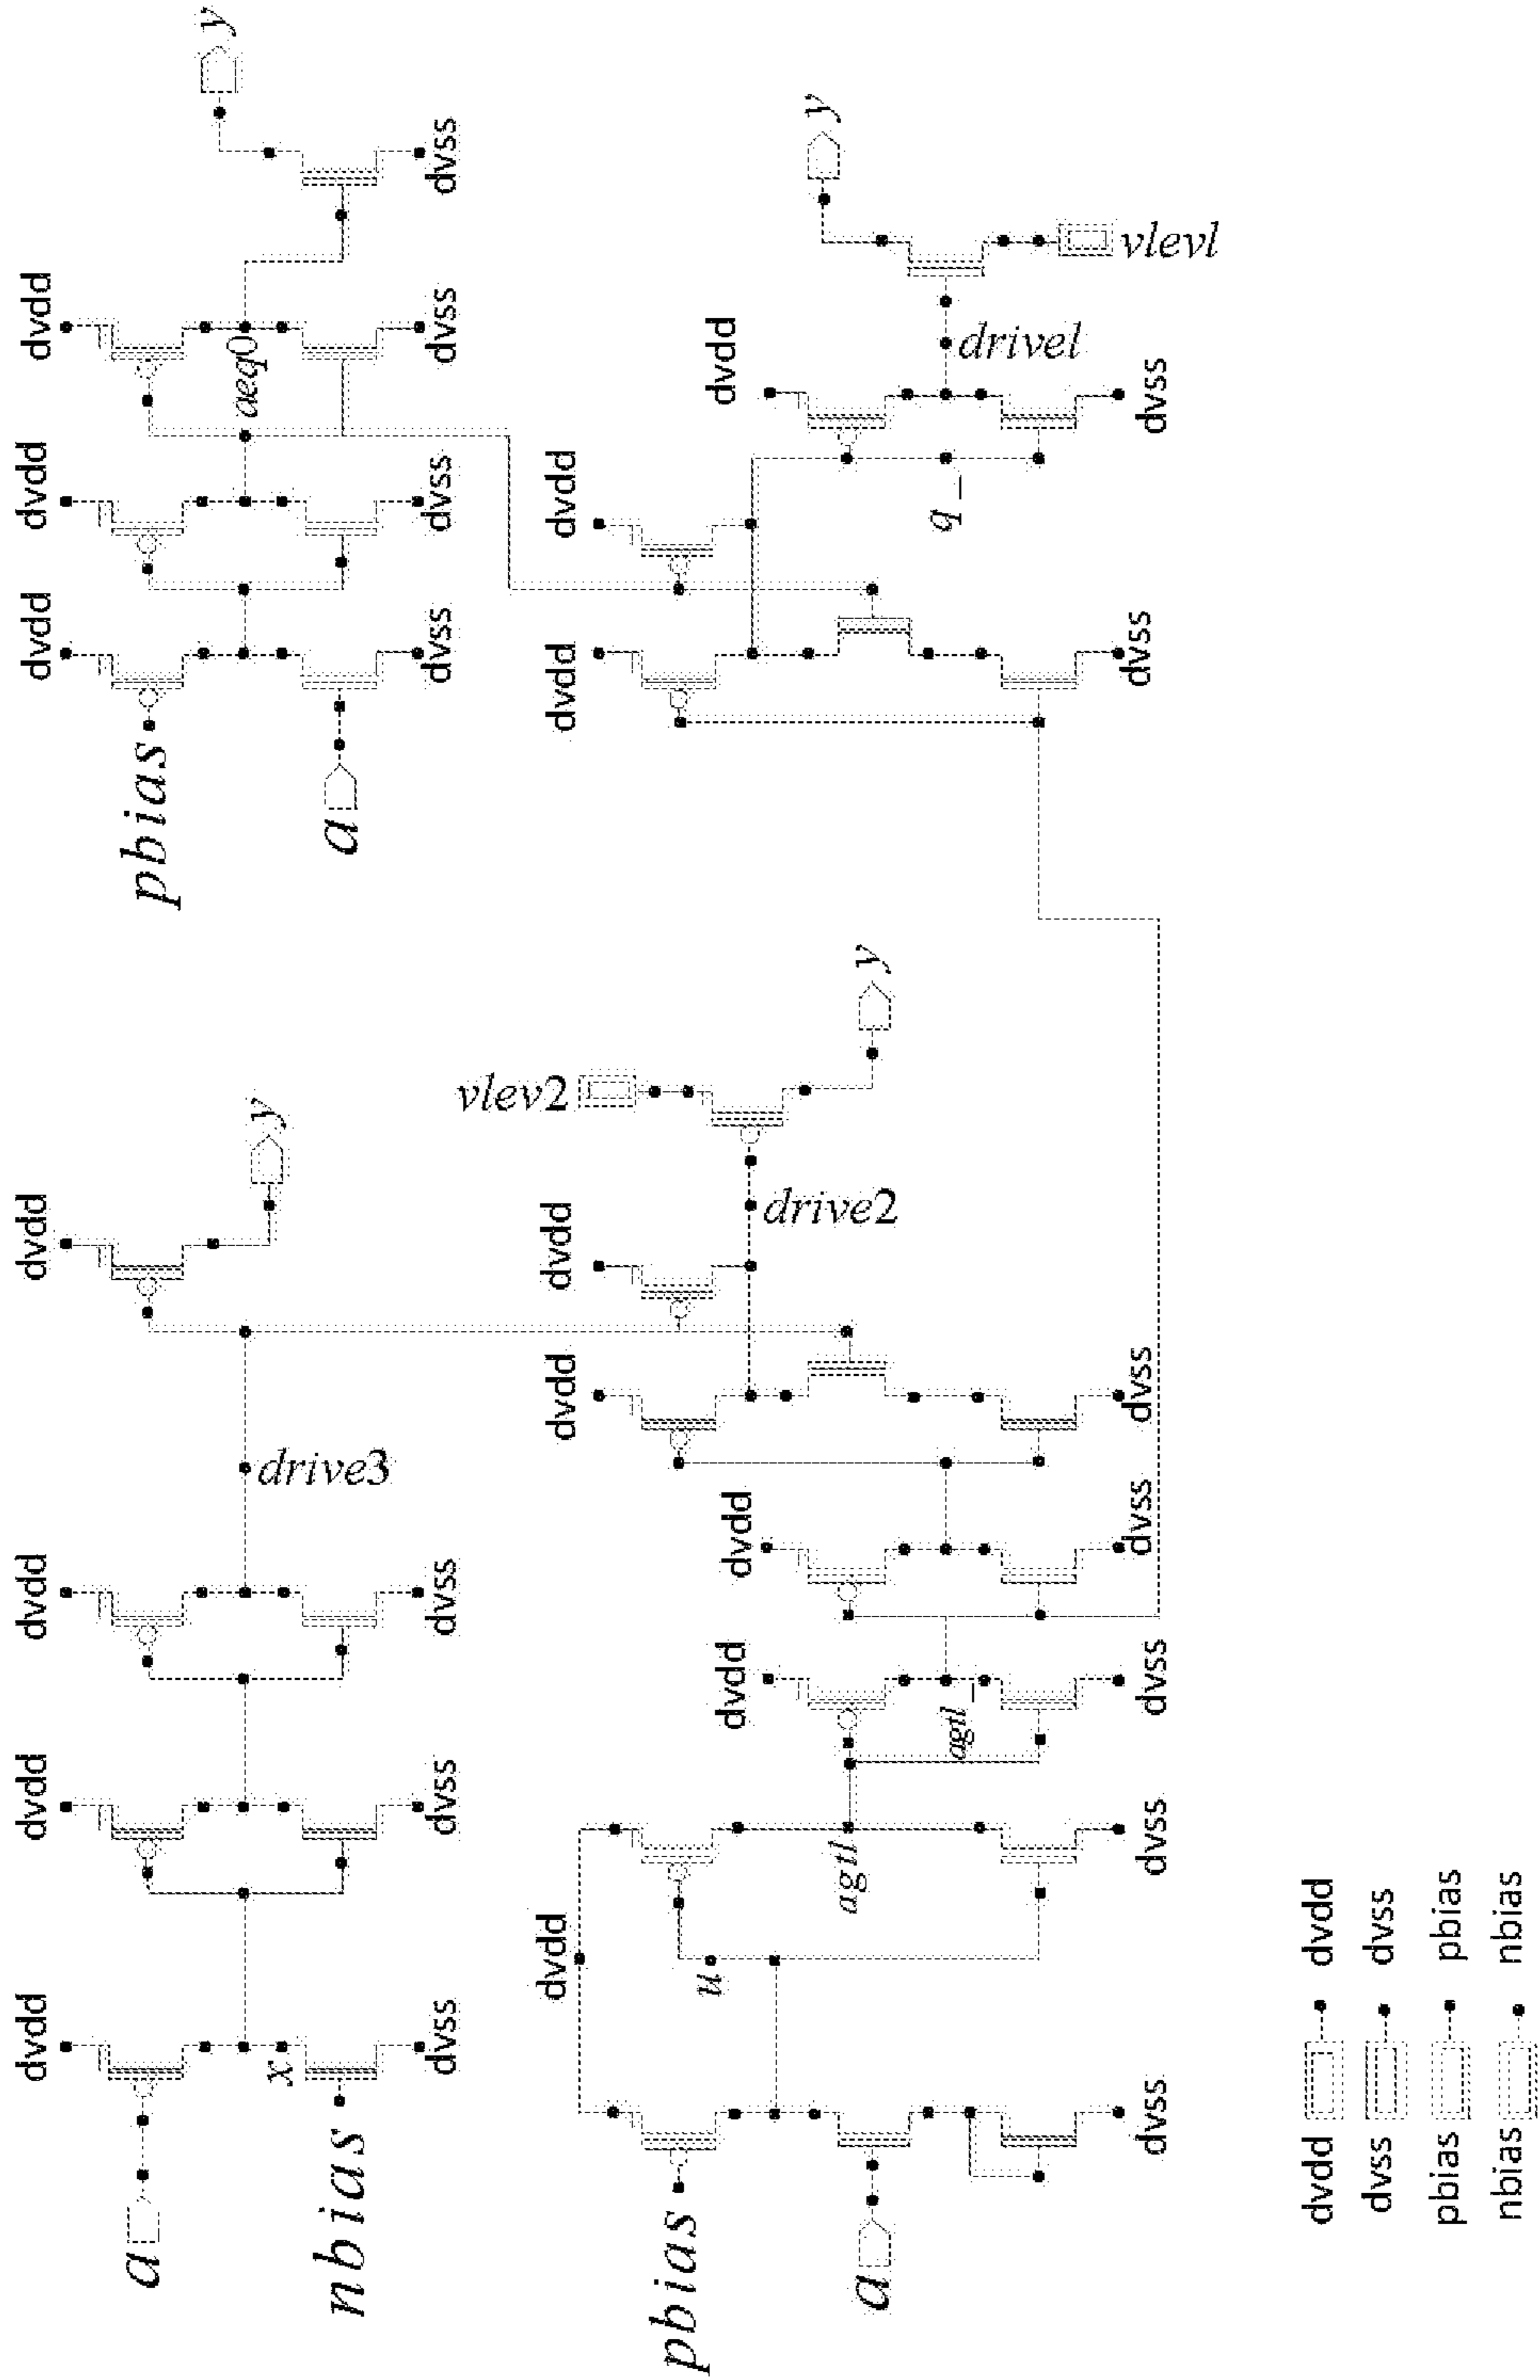 dvdd
dvdd
dvdd
dvdd
a
y
x
drive3
nbias
dvss
dvss
dvss
dvdd
dvdd
dvdd
y
pbias
aeq0
a
dvss
dvss
dvss
dvss
vlev2
dvdd
dvdd
dvdd
pbias
u
drive2
dvdd
dvdd
agtl
a
y
agtl_
dvss
dvss
dvss
dvss
dvss
dvdd
dvdd
dvdd
y
drivel
q_
vlevl
dvss
dvss
dvdd dvdd
dvss dvss
pbias pbias
nbias nbias